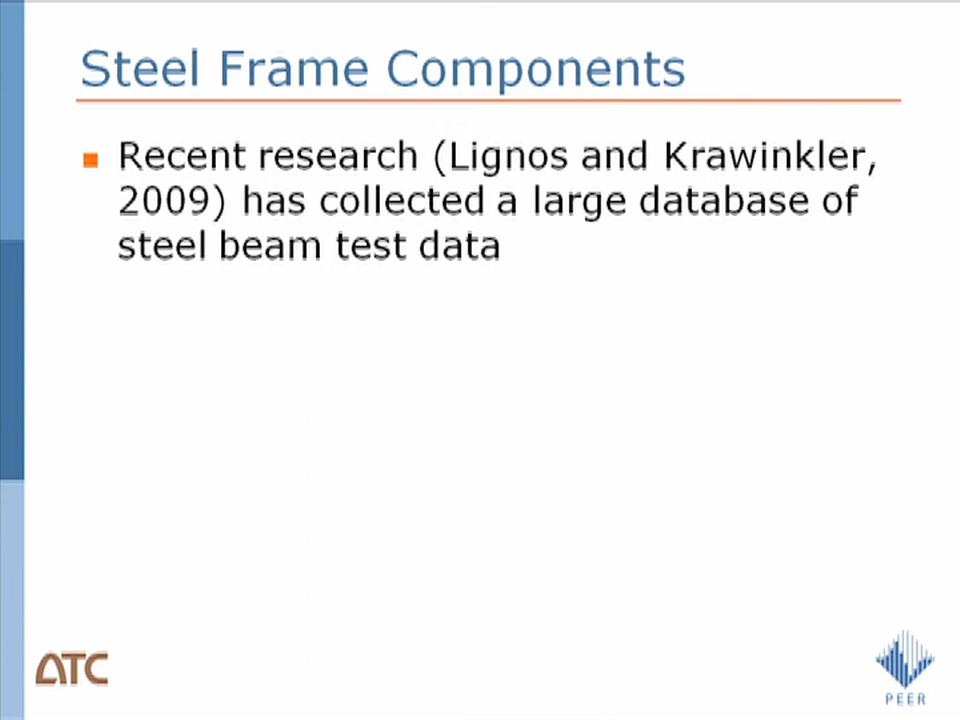 Steel Frame Components
Recent research (Lignos and Krawinkler,
2009) has collected a large database of
steel beam test data
ATC
PEER